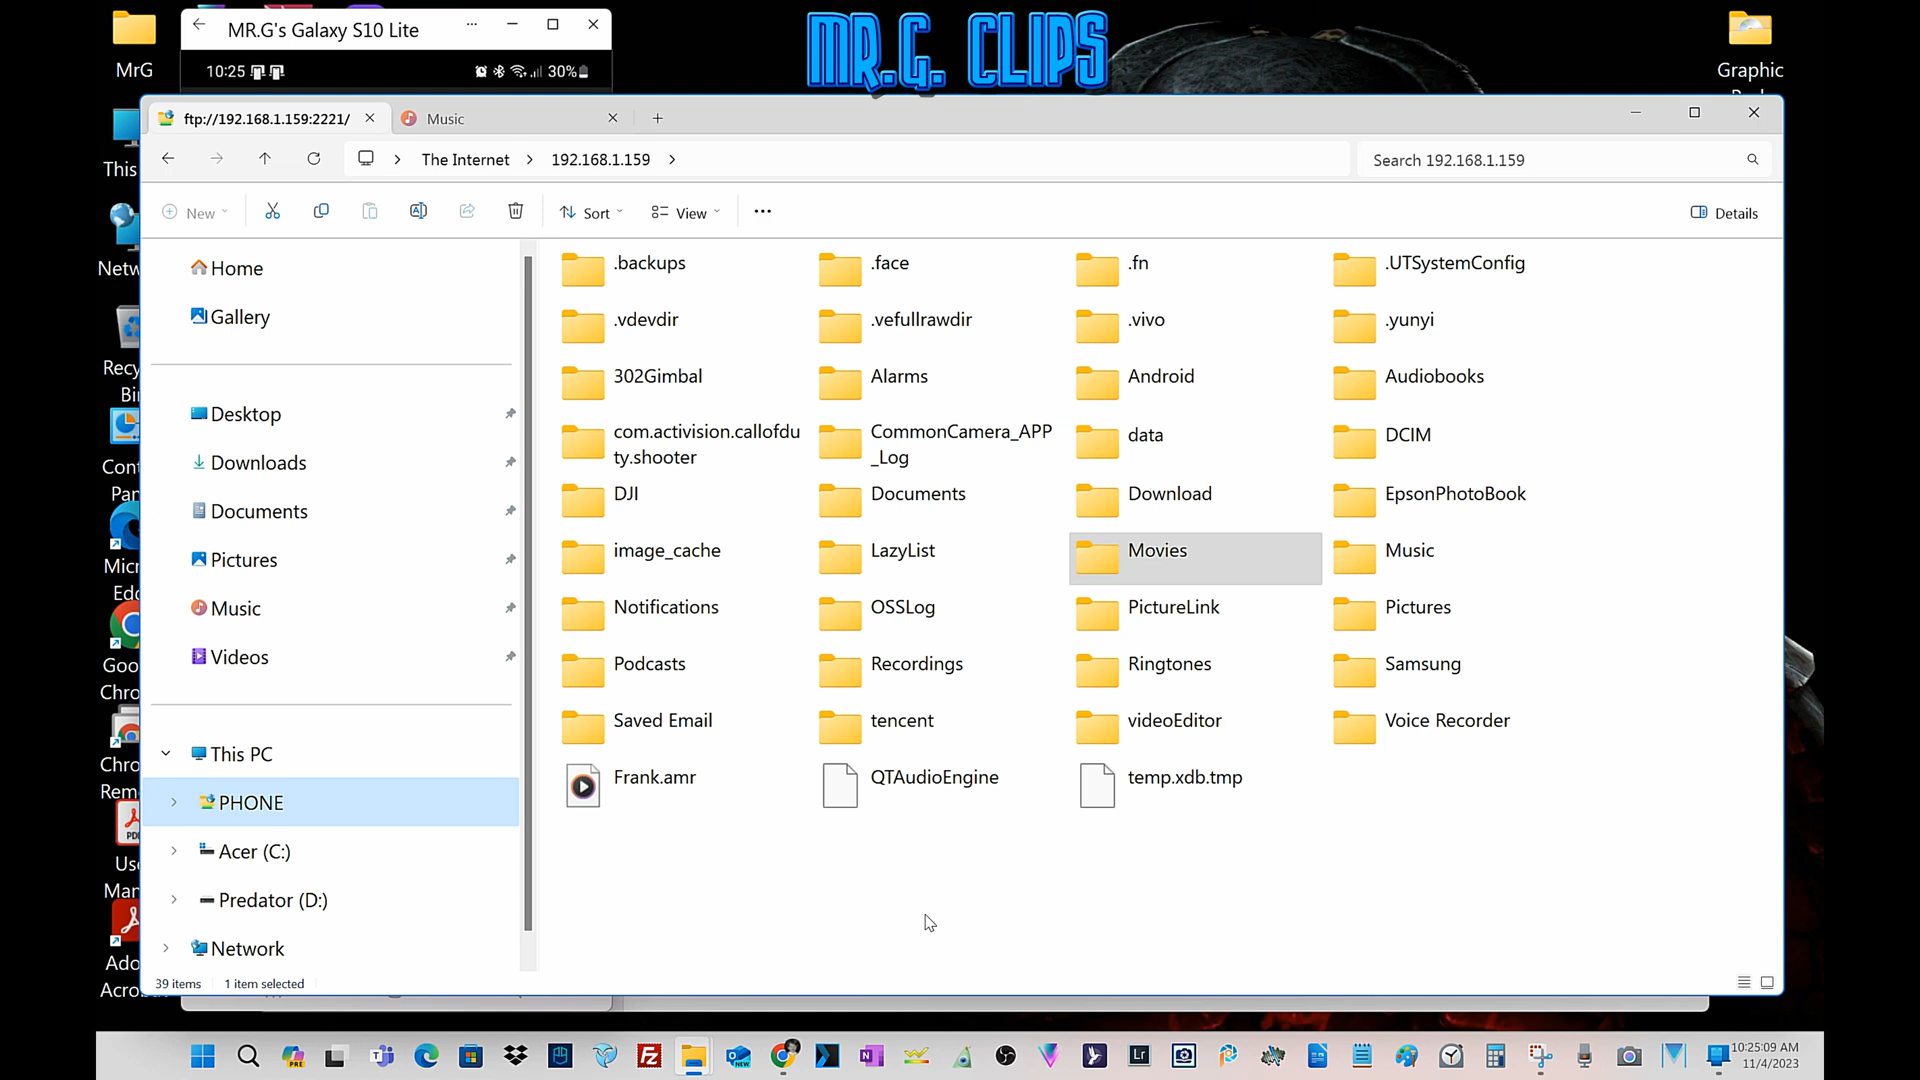 MrG
MR.G's Galaxy S10 Lite
10:25
30%
MR.G. CLIPS
Graphic
ftp://192.168.1.159:2221/
Music
The Internet
192.168.1.159
Search 192.168.1.159
New
Sort
View
Details
This
Netw
Recy
Bin
Cont
Pan
Micr
Edg
Goo
Chro
Chro
Rem
Use
Man
Ado
Acrob
Home
Gallery
Desktop
Downloads
Documents
Pictures
Music
Videos
This PC
PHONE
Acer (C:)
Predator (D:)
Network
.backups
.face
.fn
.UTSystemConfig
.vdevdir
.vefullrawdir
.vivo
.yunyi
302Gimbal
Alarms
Android
Audiobooks
com.activision.callofdu
ty.shooter
CommonCamera_APP
_Log
data
DCIM
DJI
Documents
Download
EpsonPhotoBook
image_cache
LazyList
Movies
Music
Notifications
OSSLog
PictureLink
Pictures
Podcasts
Recordings
Ringtones
Samsung
Saved Email
tencent
videoEditor
Voice Recorder
Frank.amr
QTAudioEngine
temp.xdb.tmp
39 items
1 item selected
10:25:09 AM
11/4/2023